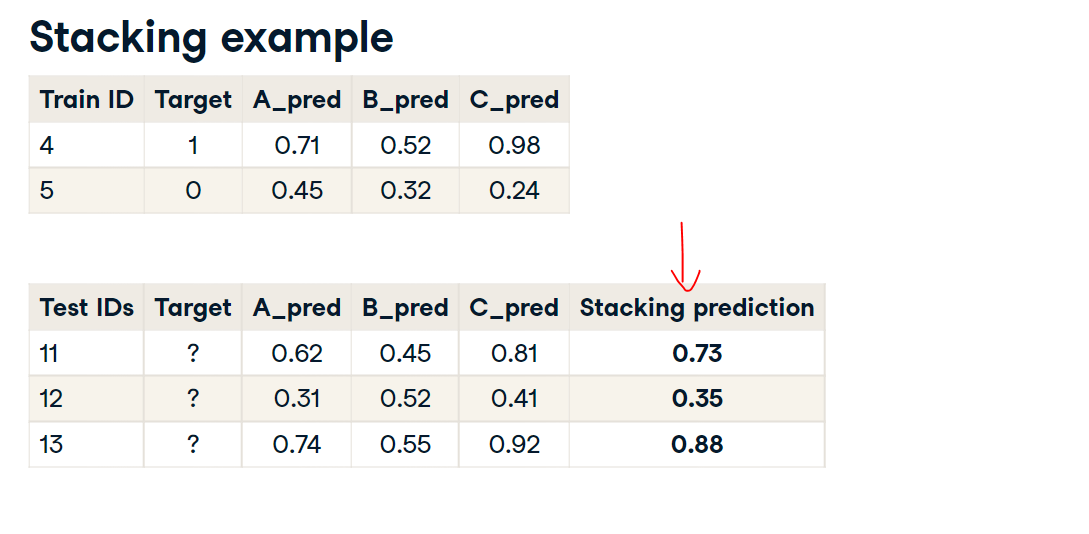 Stacking example
Train ID Target A_pred B_pred C_pred
4 1 0.71 0.52 0.98
5 0 0.45 0.32 0.24
Test IDs Target A_pred B_pred C_pred Stacking prediction
11 ? 0.62 0.45 0.81 0.73
12 ? 0.31 0.52 0.41 0.35
13 ? 0.74 0.55 0.92 0.88